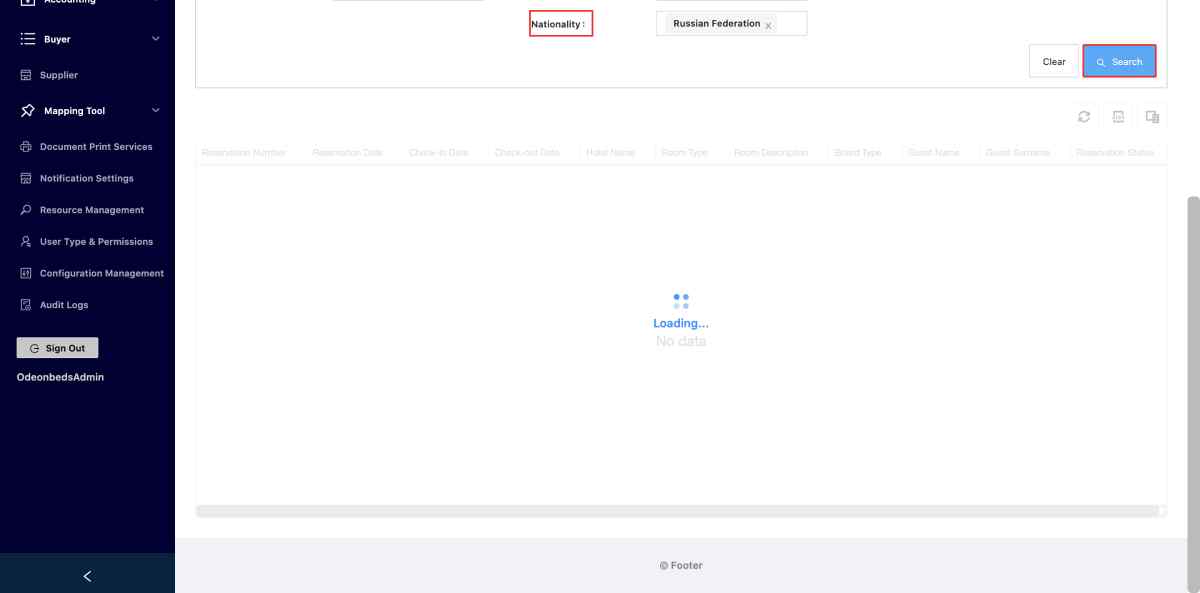 Accounting
Buyer
Supplier
Mapping Tool
Document Print Services
Notification Settings
Resource Management
User Type & Permissions
Configuration Management
Audit Logs
Sign Out
OdeonbedsAdmin
Nationality :
Russian Federation
Clear
Search
Reservation Number Reservation Date Check-in Date Check-out Date Hotel Name Room Type Room Description Board Type Guest Name Guest Surname Reservation Status
Loading...
No data
© Footer